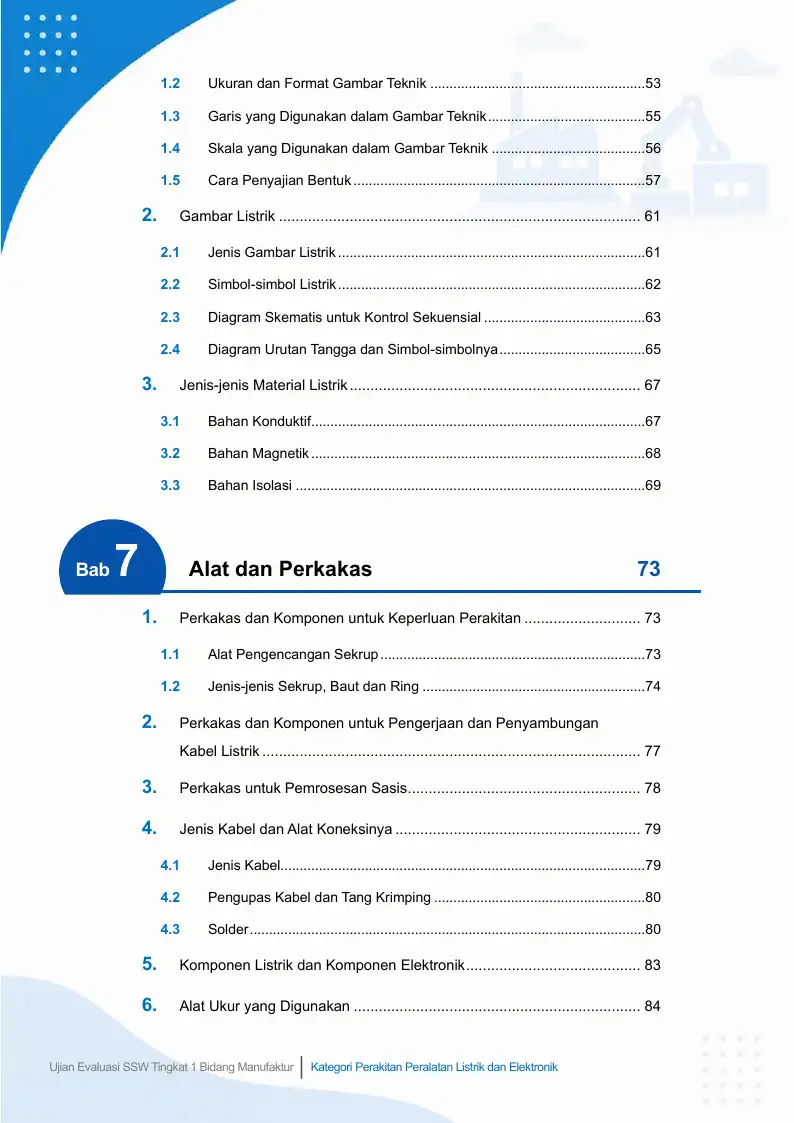 1.2 Ukuran dan Format Gambar Teknik ........................................................53
1.3 Garis yang Digunakan dalam Gambar Teknik.........................................55
1.4 Skala yang Digunakan dalam Gambar Teknik ........................................56
1.5 Cara Penyajian Bentuk............................................................................57
2. Gambar Listrik ....................................................................................... 61
2.1 Jenis Gambar Listrik................................................................................61
2.2 Simbol-simbol Listrik................................................................................62
2.3 Diagram Skematis untuk Kontrol Sekuensial ..........................................63
2.4 Diagram Urutan Tangga dan Simbol-simbolnya......................................65
3. Jenis-jenis Material Listrik...................................................................... 67
3.1 Bahan Konduktif.......................................................................................67
3.2 Bahan Magnetik.......................................................................................68
3.3 Bahan Isolasi ...........................................................................................69
Bab 7 Alat dan Perkakas 73
1. Perkakas dan Komponen untuk Keperluan Perakitan ............................ 73
1.1 Alat Pengencangan Sekrup.....................................................................73
1.2 Jenis-jenis Sekrup, Baut dan Ring ..........................................................74
2. Perkakas dan Komponen untuk Pengerjaan dan Penyambungan
Kabel Listrik........................................................................................... 77
3. Perkakas untuk Pemrosesan Sasis........................................................ 78
4. Jenis Kabel dan Alat Koneksinya........................................................... 79
4.1 Jenis Kabel...............................................................................................79
4.2 Pengupas Kabel dan Tang Krimping .......................................................80
4.3 Solder.......................................................................................................80
5. Komponen Listrik dan Komponen Elektronik.......................................... 83
6. Alat Ukur yang Digunakan ..................................................................... 84
Ujian Evaluasi SSW Tingkat 1 Bidang Manufaktur | Kategori Perakitan Peralatan Listrik dan Elektronik